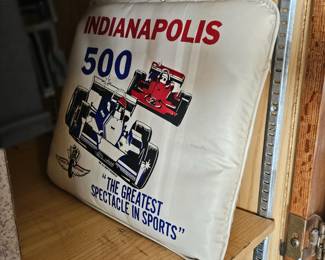 INDIANAPOLIS
500
"THE GREATEST
SPECTACLE IN SPORTS"